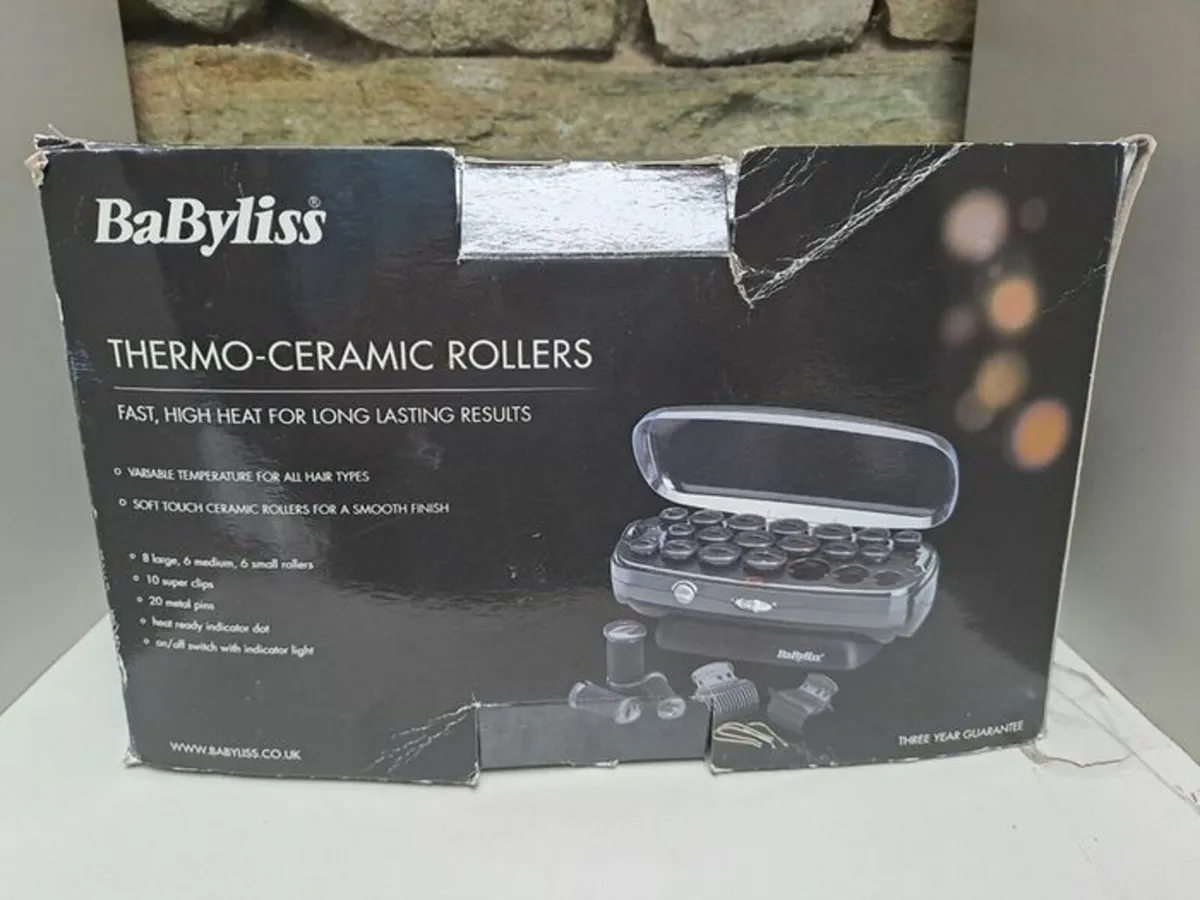 BaByliss®
THERMO-CERAMIC ROLLERS
FAST, HIGH HEAT FOR LONG LASTING RESULTS
VARIABLE TEMPERATURE FOR ALL HAIR TYPES
SOFT TOUCH CERAMIC ROLLERS FOR A SMOOTH FINISH
8 large, 6 medium, 6 small rollers
10 super clips
20 metal pins
heat ready indicator dot
on/off switch with indicator light
BaByliss®
WWW.BABYLISS.CO.UK
THREE YEAR GUARANTEE